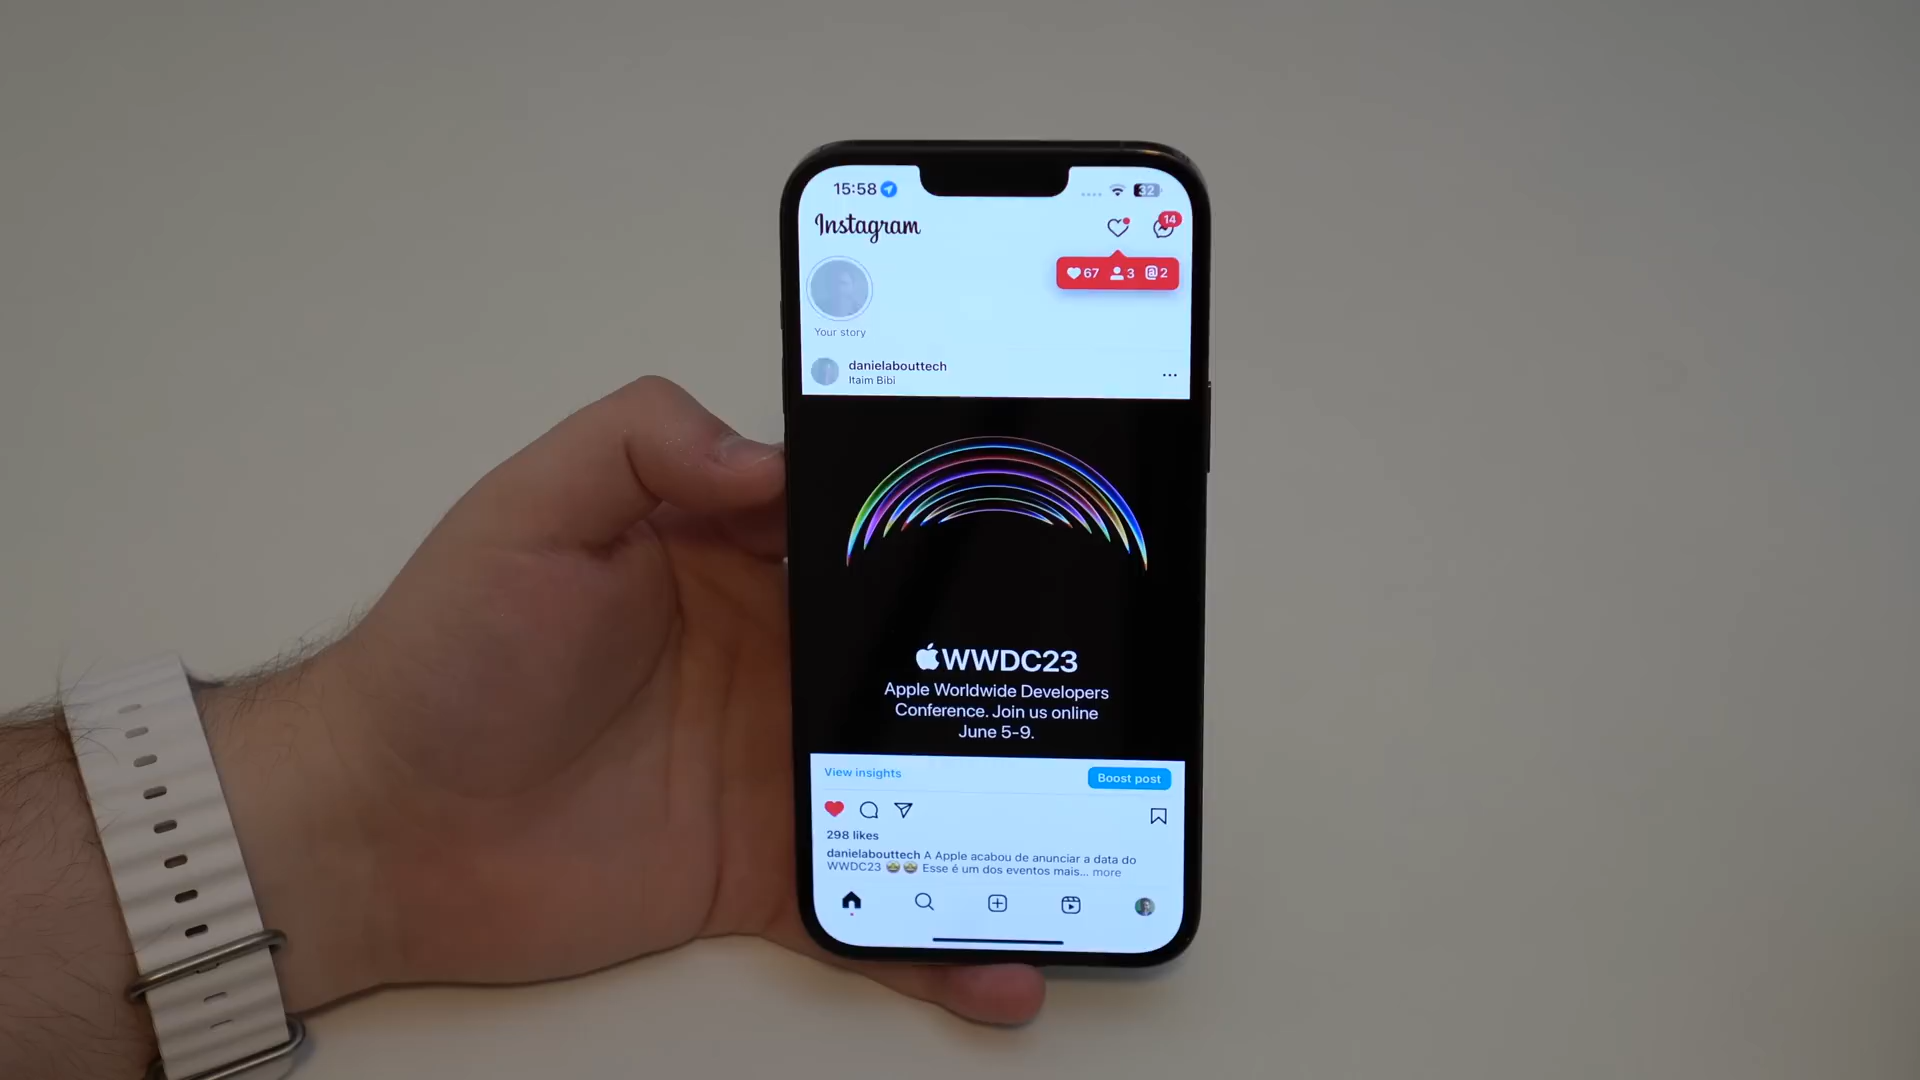 15:58
32
Instagram
14
67 3 2
Your story
danielabouttech
Itaim Bibi
WWDC23
Apple Worldwide Developers
Conference. Join us online
June 5-9.
View insights
Boost post
298 likes
danielabouttech A Apple acabou de anunciar a data do
WWDC23 🤩🤩 Esse é um dos eventos mais... more